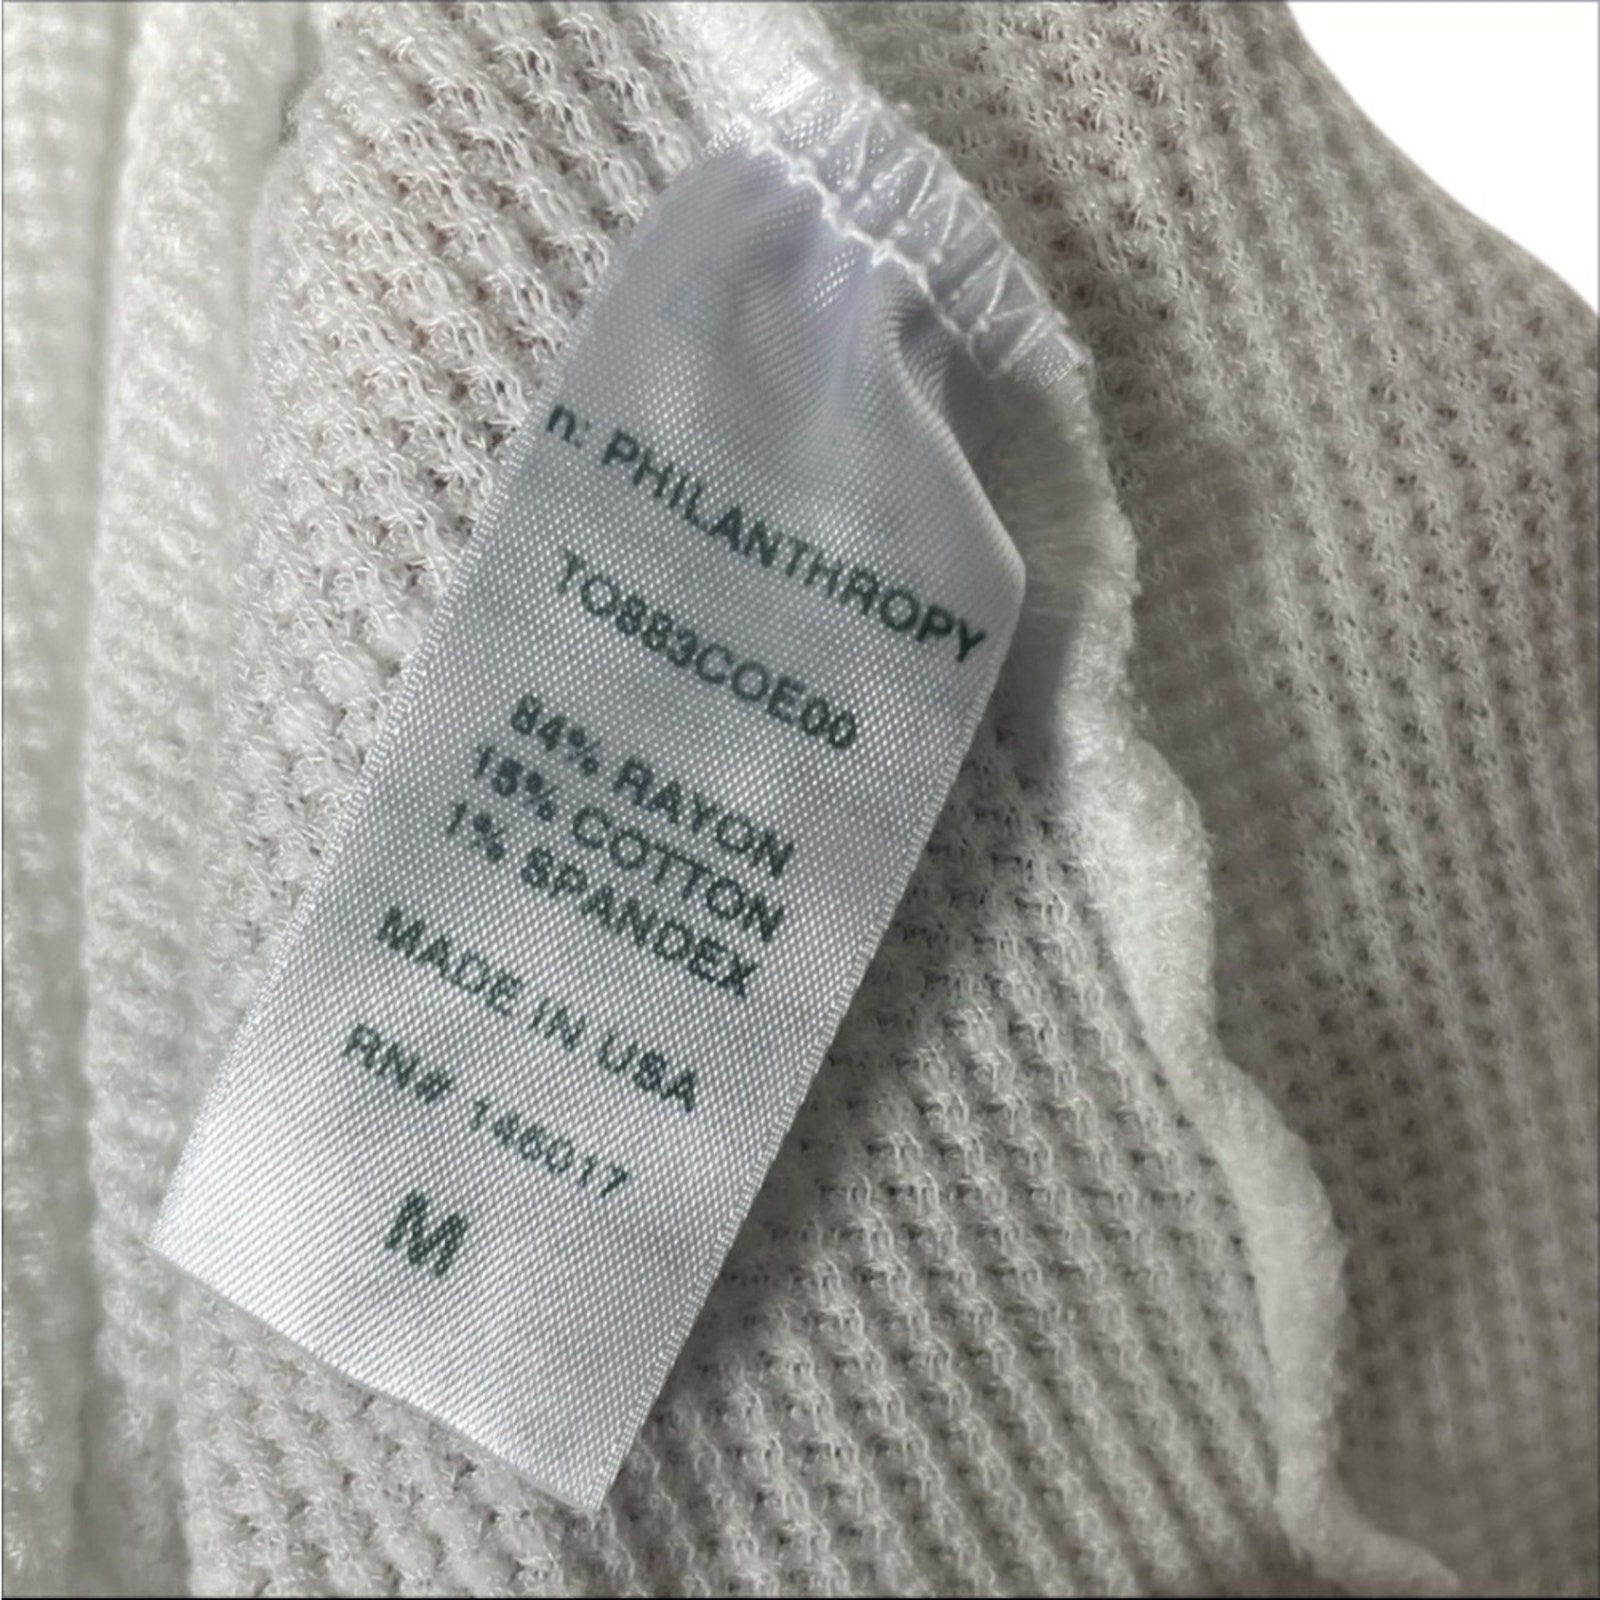 n: PHILANTHROPY
TO883COE00
84% RAYON
15% COTTON
1% SPANDEX
MADE IN USA
RN# 146017
M